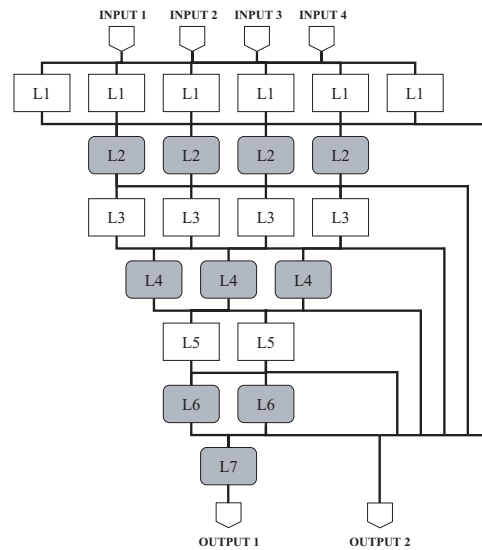 INPUT 1 INPUT 2 INPUT 3 INPUT 4
L1 L1 L1 L1 L1 L1
L2 L2 L2 L2
L3 L3 L3 L3
L4 L4 L4
L5 L5
L6 L6
L7
OUTPUT 1 OUTPUT 2